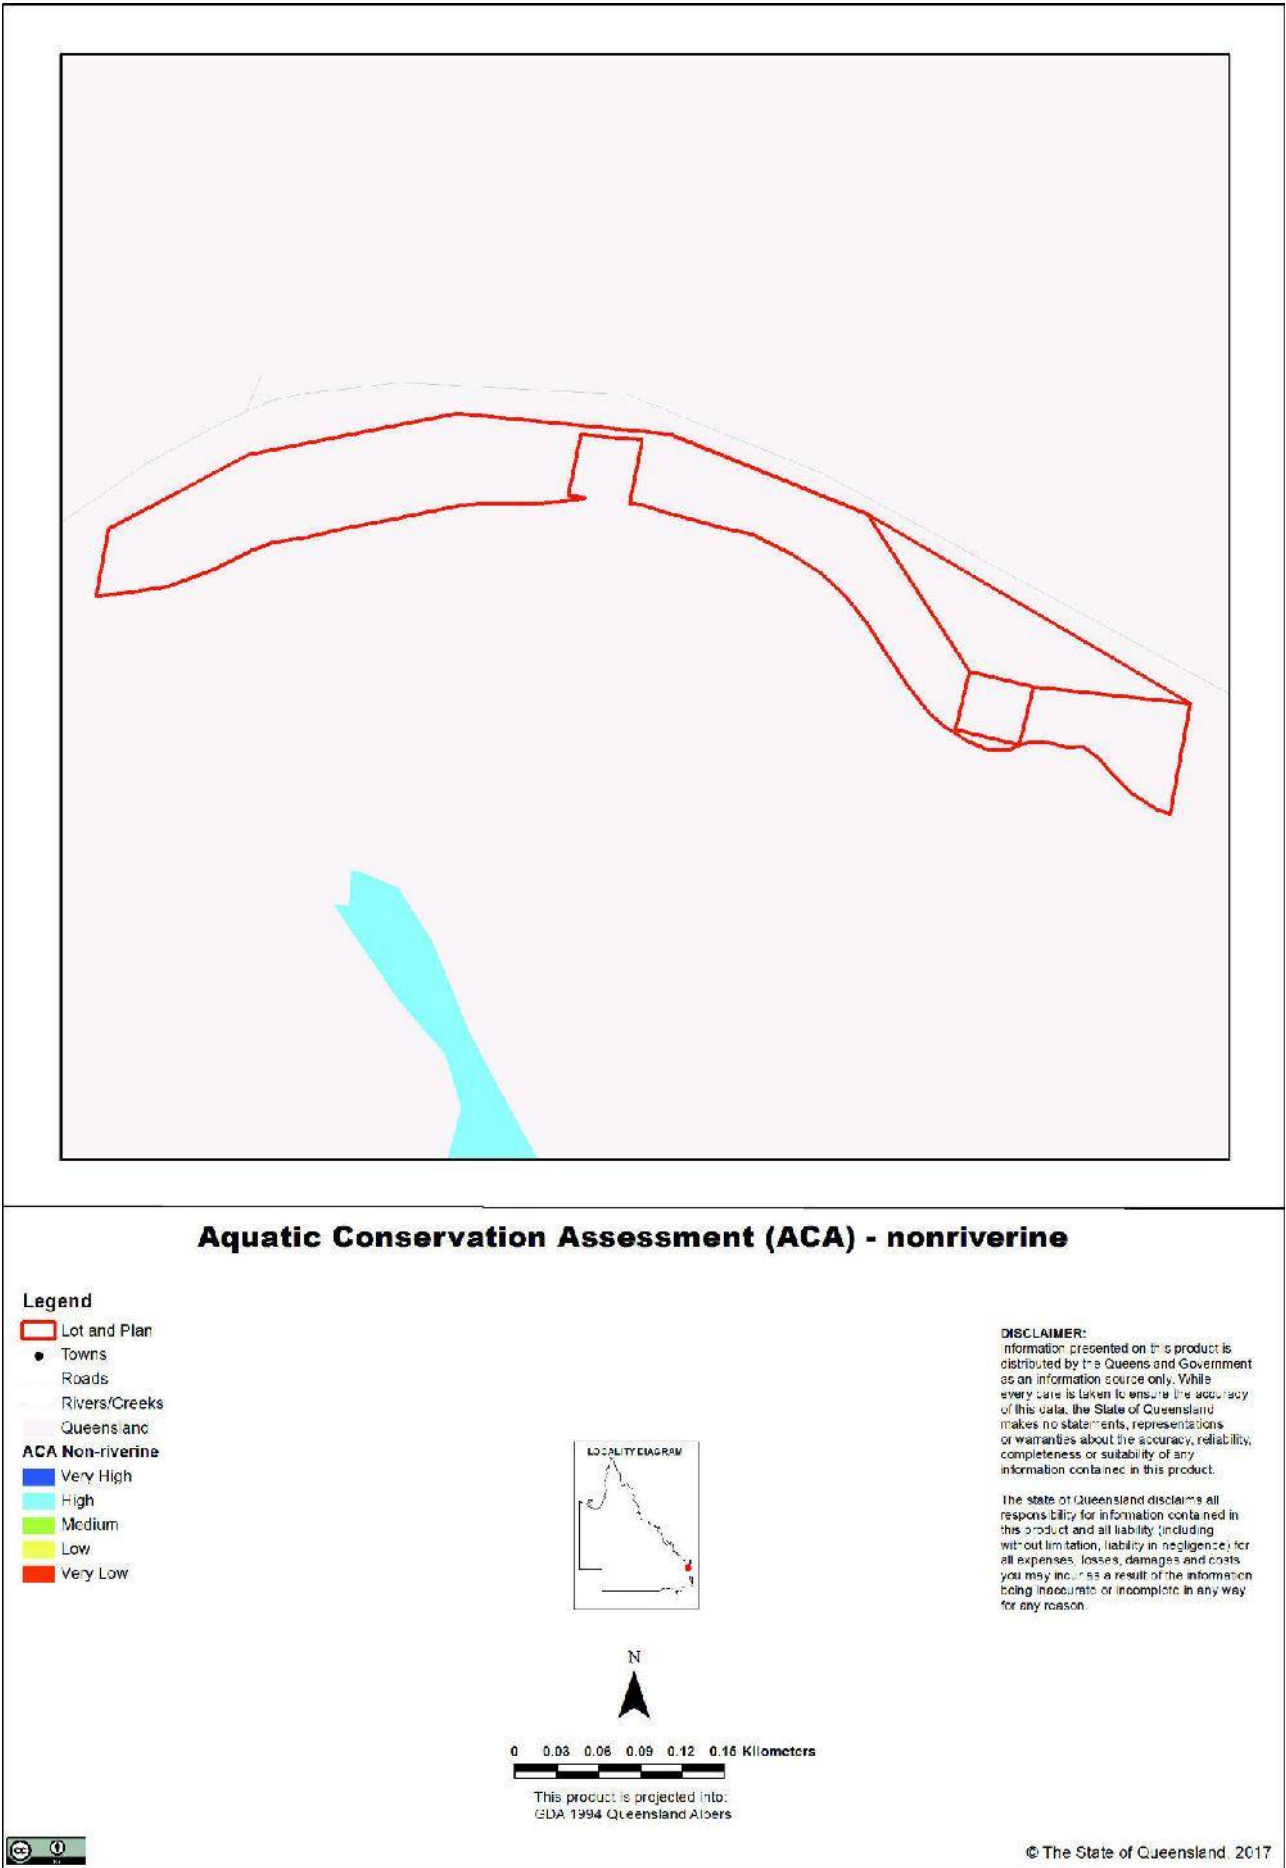 Aquatic Conservation Assessment (ACA) - nonriverine
Legend
Lot and Plan
Towns
Roads
Rivers/Creeks
Queensland
ACA Non-riverine
Very High
High
Medium
Low
Very Low
LOCALITY DIAGRAM
N
0 0.03 0.06 0.09 0.12 0.15 Kilometers
This product is projected into:
GDA 1994 Queensland Albers
DISCLAIMER:
Information presented on this product is
distributed by the Queensland Government
as an information source only. While
every care is taken to ensure the accuracy
of this data, the State of Queensland
makes no statements, representations
or warranties about the accuracy, reliability,
completeness or suitability of any
information contained in this product.
The state of Queensland disclaims all
responsibility for information contained in
this product and all liability (including
without limitation, liability in negligence) for
all expenses, losses, damages and costs
you may incur as a result of the information
being inaccurate or incomplete in any way
for any reason.
cc
© The State of Queensland, 2017